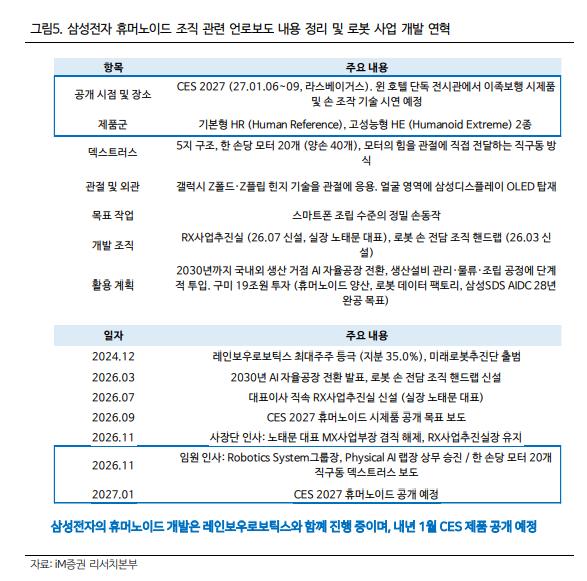 그림5. 삼성전자 휴머노이드 조직 관련 언론보도 내용 정리 및 로봇 사업 개발 연혁
항목 주요 내용
공개 시점 및 장소 CES 2027 (27.01.06~09, 라스베이거스). 윈 호텔 단독 전시관에서 이족보행 시제품
및 손 조작 기술 시연 예정
제품군 기본형 HR (Human Reference), 고성능형 HE (Humanoid Extreme) 2종
덱스트러스 5지 구조, 한 손당 모터 20개 (양손 40개), 모터의 힘을 관절에 직접 전달하는 직구동 방
식
관절 및 외관 갤럭시 Z폴드·Z플립 힌지 기술을 관절에 응용. 얼굴 영역에 삼성디스플레이 OLED 탑재
목표 작업 스마트폰 조립 수준의 정밀 손동작
개발 조직 RX사업추진실 (26.07 신설, 실장 노태문 대표), 로봇 손 전담 조직 핸드랩 (26.03 신
설)
활용 계획 2030년까지 국내외 생산 거점 AI 자율공장 전환, 생산설비 관리·물류·조립 공정에 단계
적 투입. 구미 19조원 투자 (휴머노이드 양산, 로봇 데이터 팩토리, 삼성SDS AIDC 28년
완공 목표)
일자 주요 내용
2024.12 레인보우로보틱스 최대주주 등극 (지분 35.0%), 미래로봇추진단 출범
2026.03 2030년 AI 자율공장 전환 발표, 로봇 손 전담 조직 핸드랩 신설
2026.07 대표이사 직속 RX사업추진실 신설 (실장 노태문 대표)
2026.09 CES 2027 휴머노이드 시제품 공개 목표 보도
2026.11 사장단 인사: 노태문 대표 MX사업부장 겸직 해제, RX사업추진실장 유지
2026.11 임원 인사: Robotics System그룹장, Physical AI 랩장 상무 승진 / 한 손당 모터 20개
직구동 덱스트러스 보도
2027.01 CES 2027 휴머노이드 공개 예정
삼성전자의 휴머노이드 개발은 레인보우로보틱스와 함께 진행 중이며, 내년 1월 CES 제품 공개 예정
자료: iM증권 리서치본부